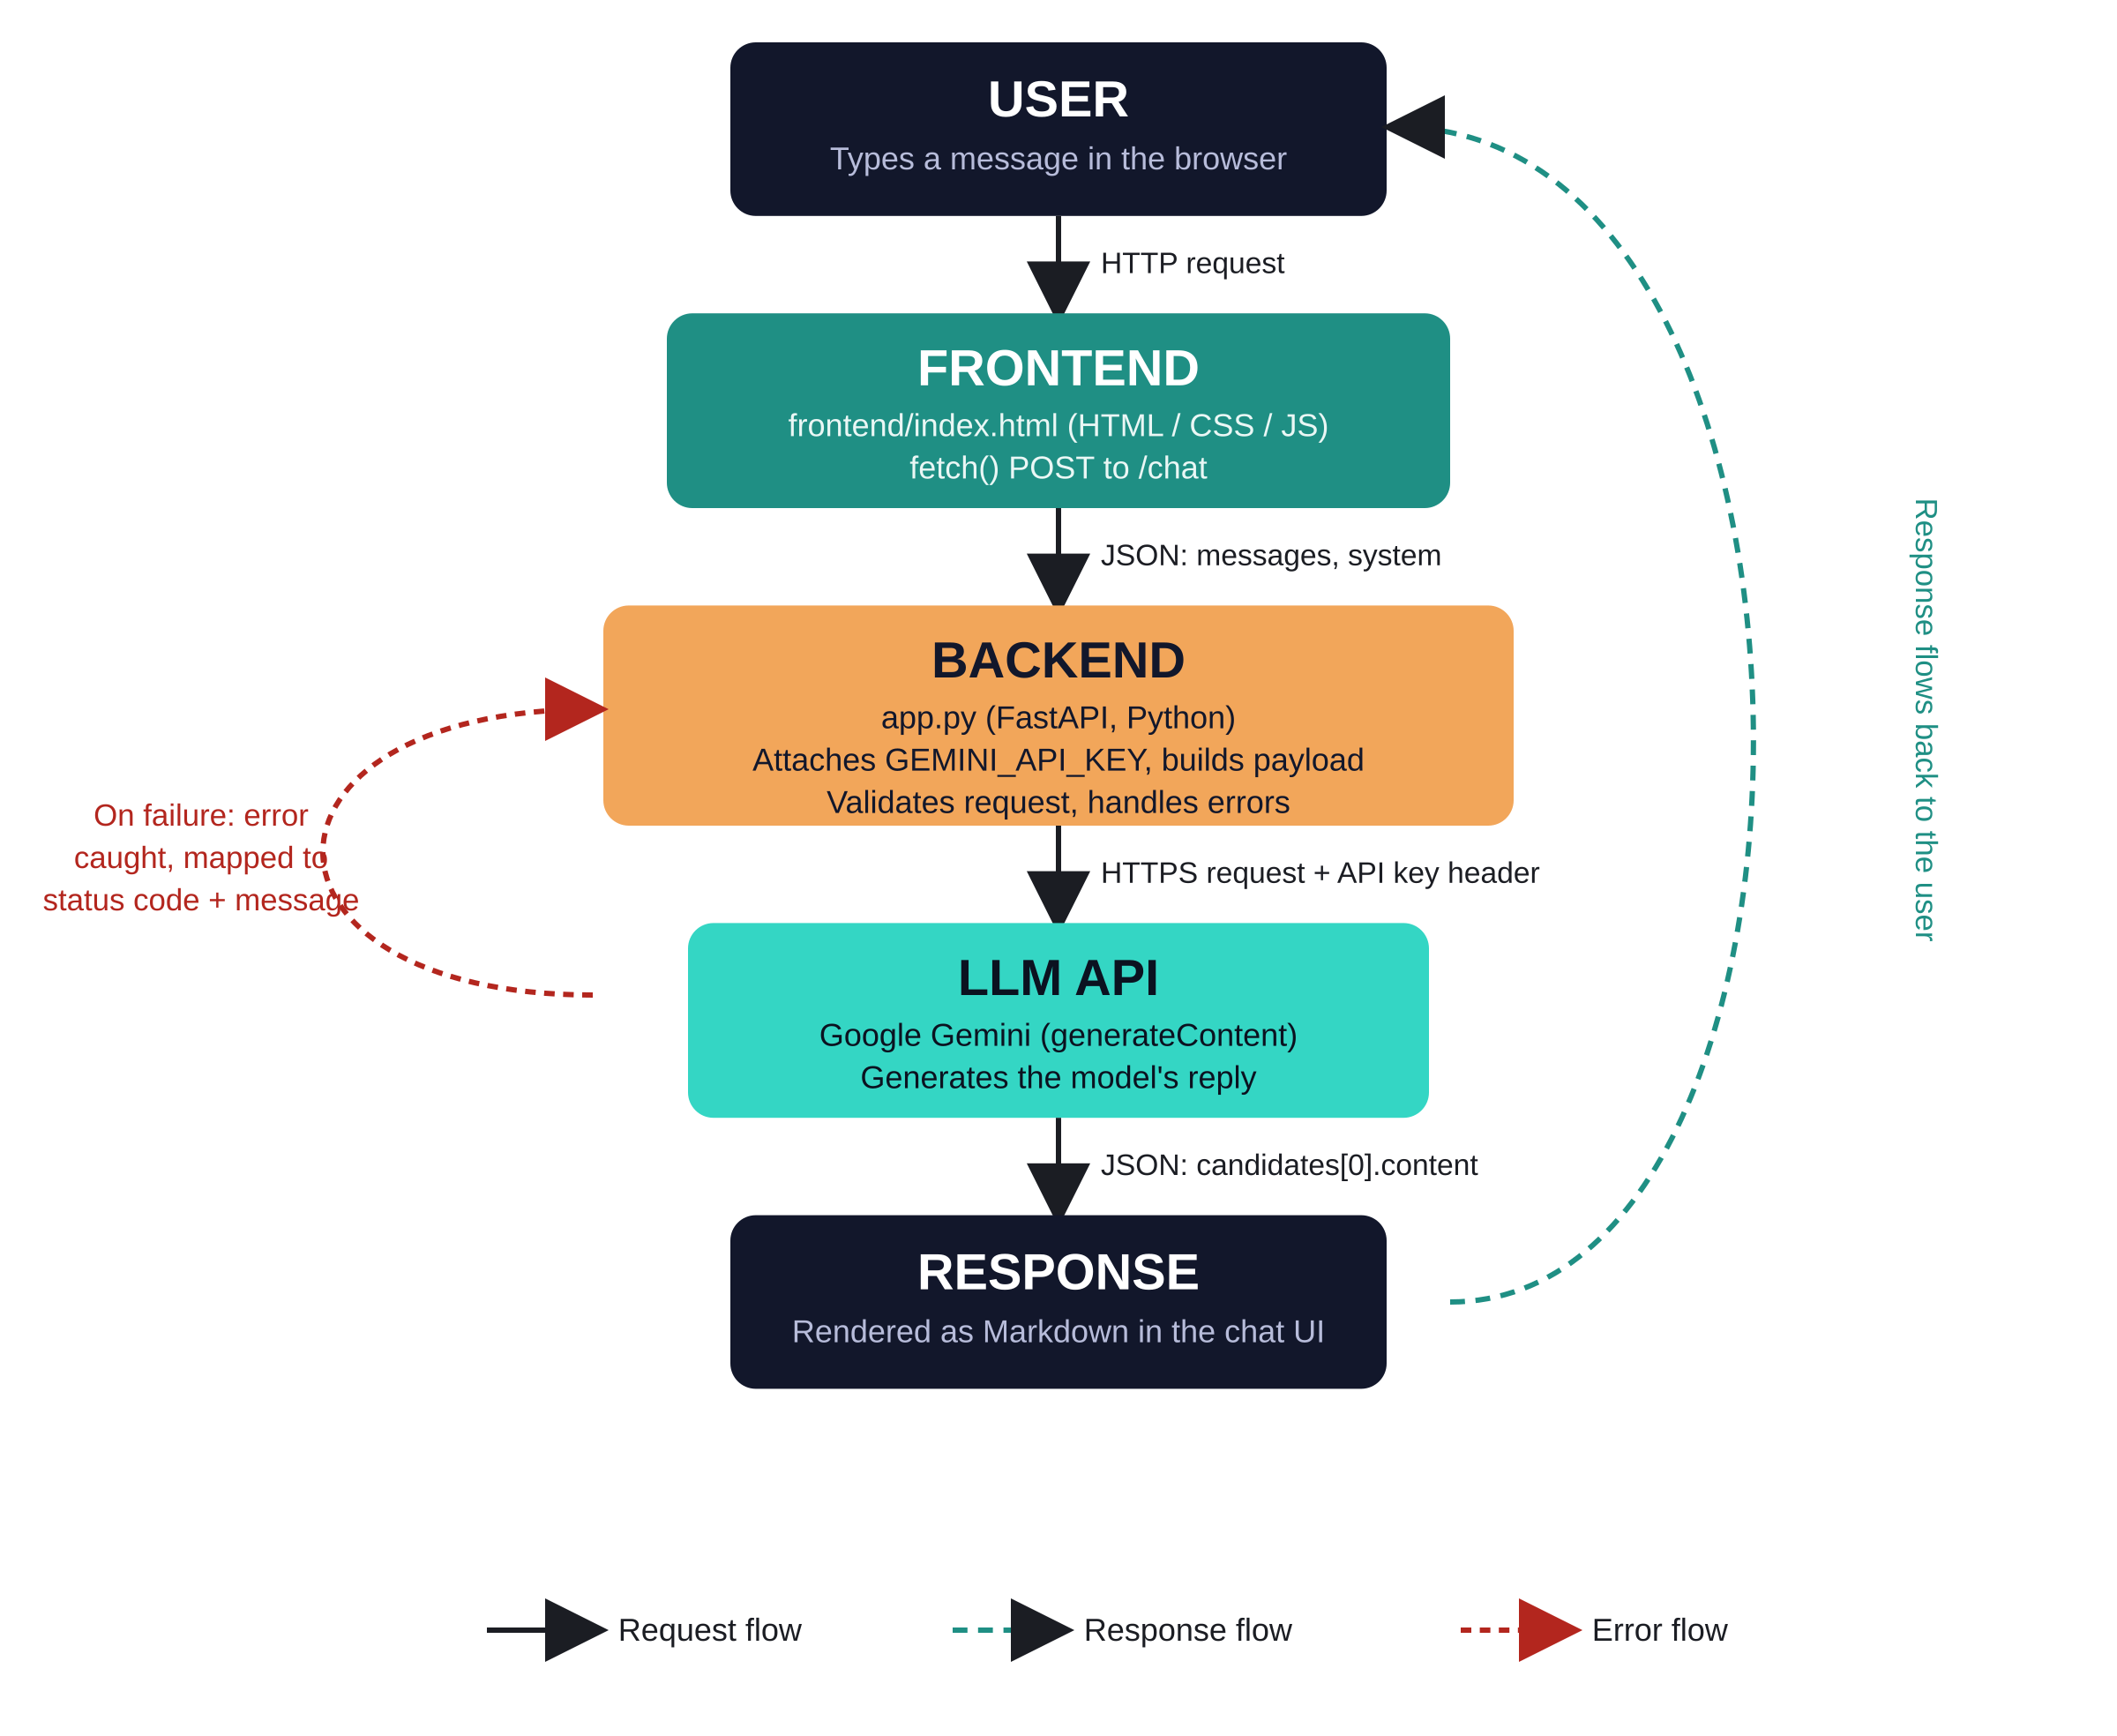 USER
Types a message in the browser
HTTP request
FRONTEND
frontend/index.html (HTML / CSS / JS)
fetch() POST to /chat
JSON: messages, system
BACKEND
app.py (FastAPI, Python)
Attaches GEMINI_API_KEY, builds payload
Validates request, handles errors
On failure: error
caught, mapped to
status code + message
HTTPS request + API key header
LLM API
Google Gemini (generateContent)
Generates the model's reply
JSON: candidates[0].content
RESPONSE
Rendered as Markdown in the chat UI
Response flows back to the user
Request flow
Response flow
Error flow